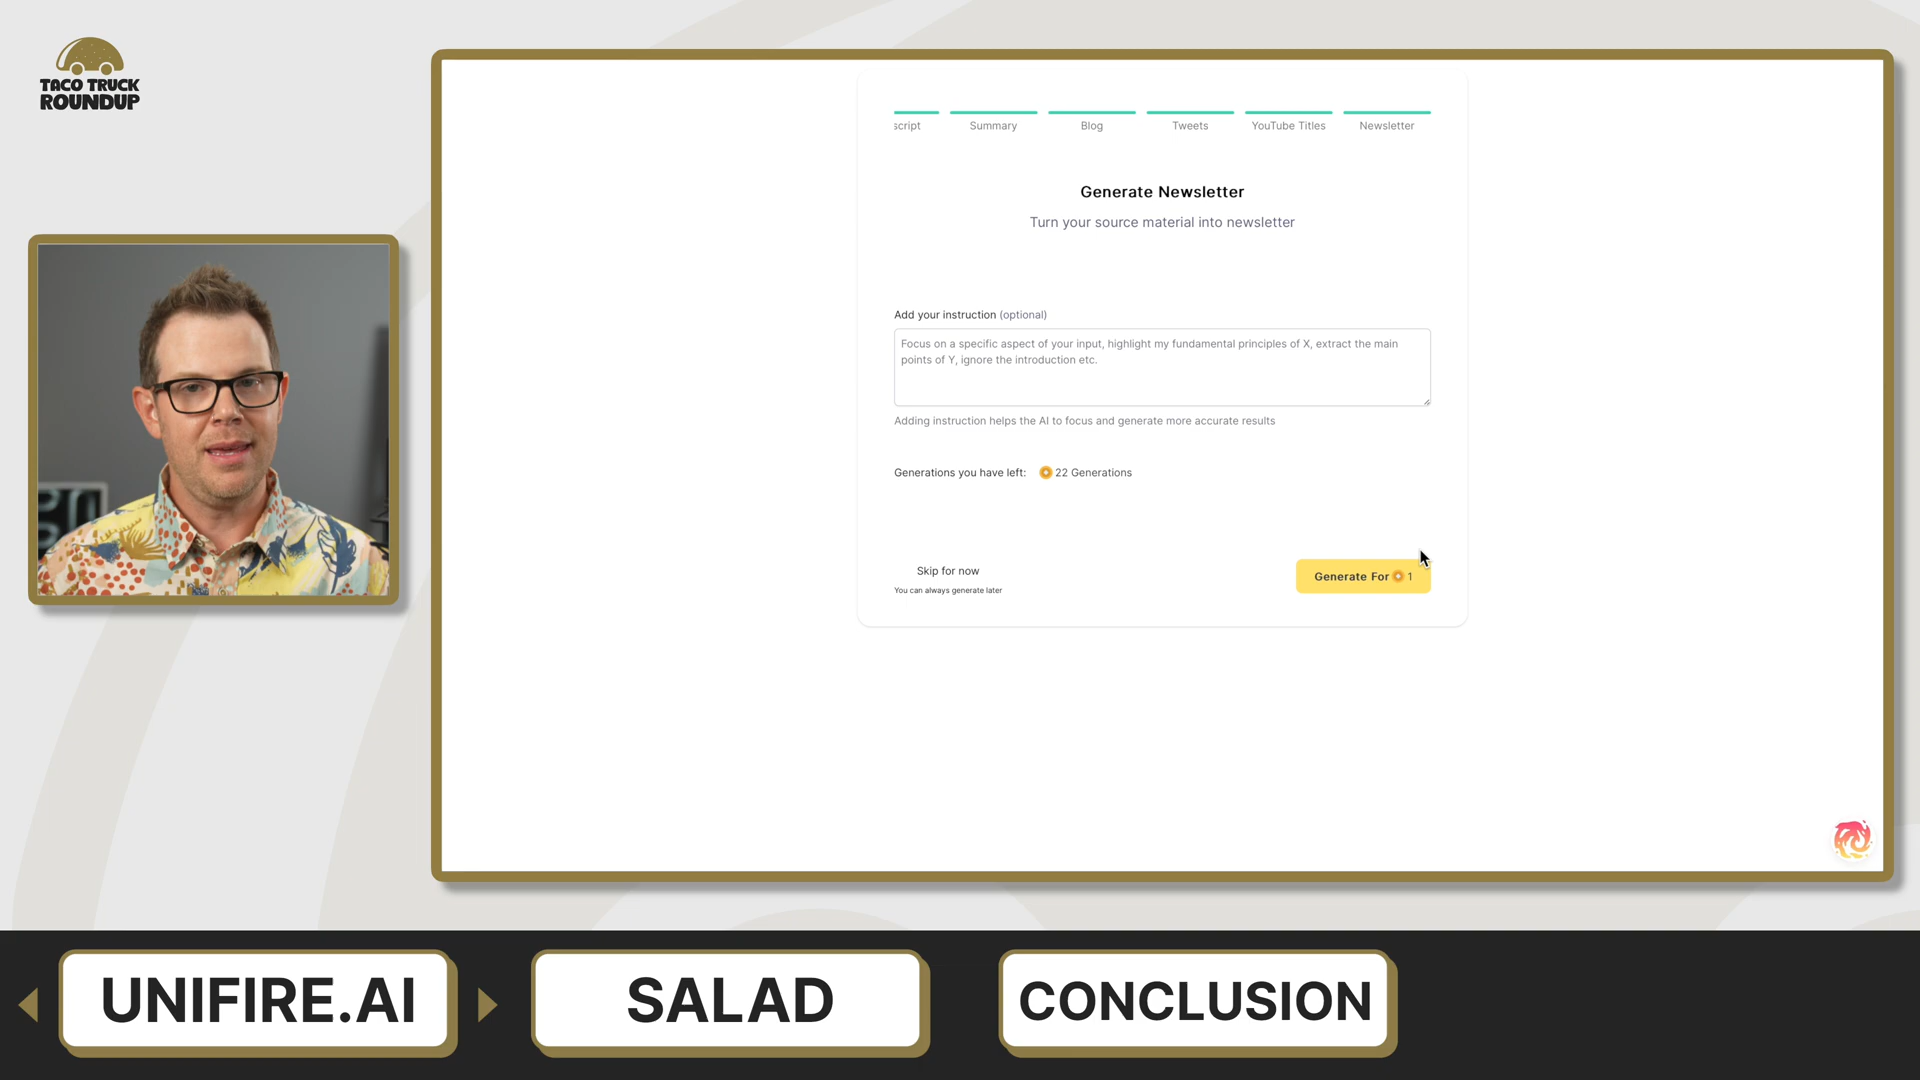 TACO TRUCK
ROUNDUP
script
Summary
Blog
Tweets
YouTube Titles
Newsletter
Generate Newsletter
Turn your source material into newsletter
Add your instruction (optional)
Focus on a specific aspect of your input, highlight my fundamental principles of X, extract the main
points of Y, ignore the introduction etc.
Adding instruction helps the AI to focus and generate more accurate results
Generations you have left: 22 Generations
Skip for now
You can always generate later
Generate For 1
UNIFIRE.AI
SALAD
CONCLUSION